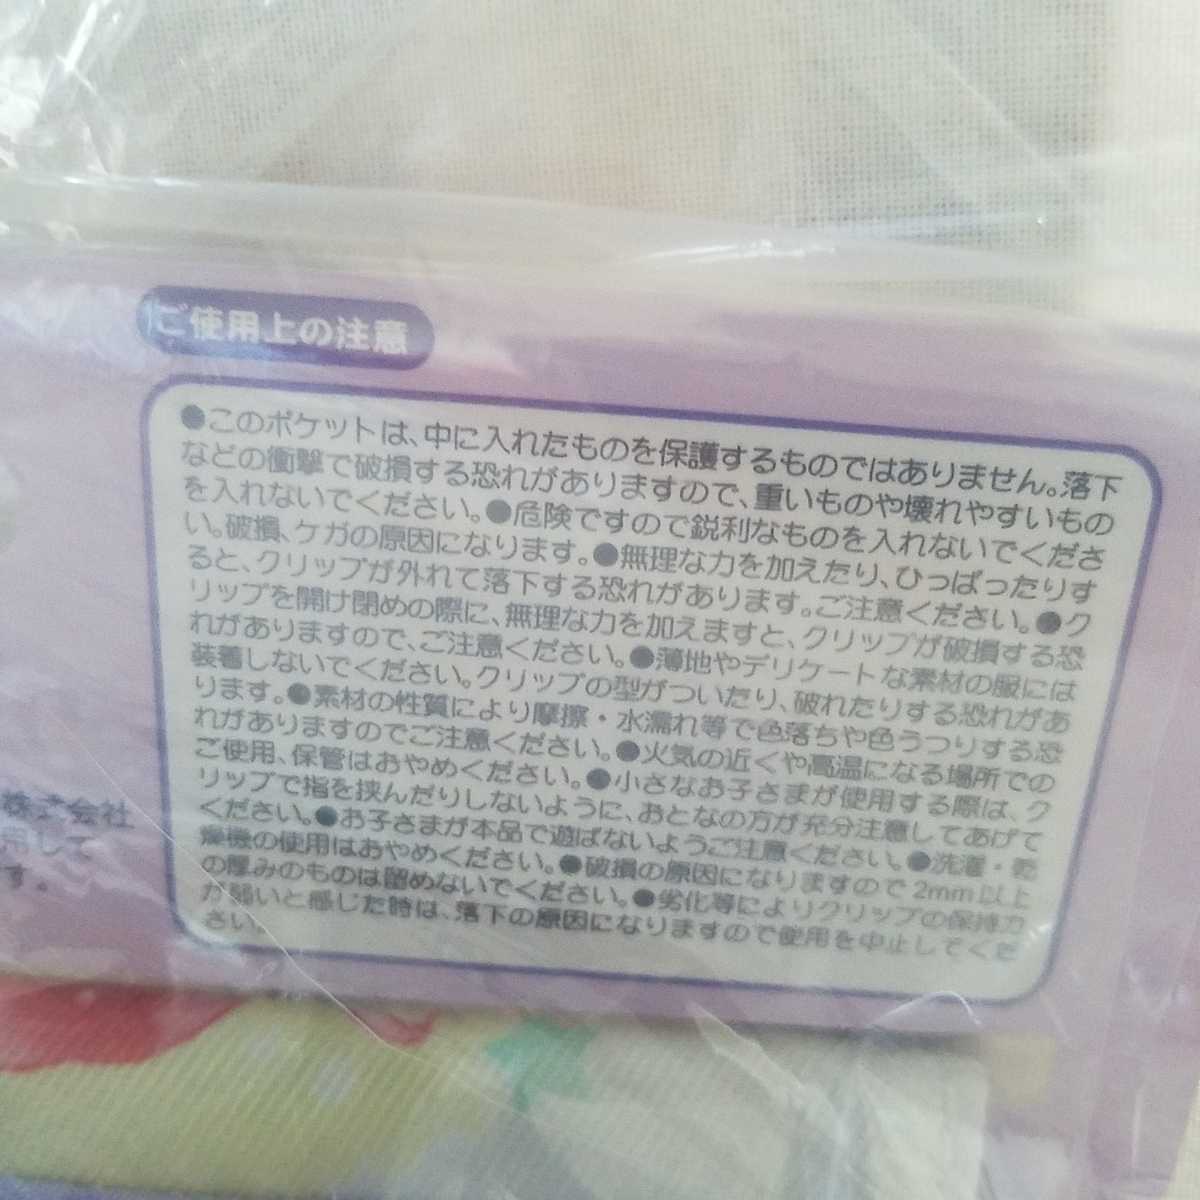 ご使用上の注意
●このポケットは、中に入れたものを保護するものではありません。落下
などの衝撃で破損する恐れがありますので、重いものや壊れやすいもの
を入れないでください。●危険ですので鋭利なものを入れないでくださ
い。破損、ケガの原因になります。●無理な力を加えたり、ひっぱったりす
ると、クリップが外れて落下する恐れがあります。ご注意ください。●ク
リップを開け閉めの際に、無理な力を加えますと、クリップが破損する恐
れがありますので、ご注意ください。●薄地やデリケートな素材の服には
装着しないでください。クリップの型がついたり、破れたりする恐れがあ
ります。●素材の性質により摩擦・水濡れ等で色落ちや色うつりする恐
れがありますのでご注意ください。●火気の近くや高温になる場所での
ご使用、保管はおやめください。●小さなお子さまが使用する際は、ク
リップで指を挟んだりしないように、おとなの方が充分注意してあげて
ください。●お子さまが本品で遊ばないようご注意ください。●洗濯・乾
燥機の使用はおやめください。●破損の原因になりますので2mm以上
の厚みのものは留めないでください。●劣化等によりクリップの保持力
が弱いと感じた時は、落下の原因になりますので使用を中止してくだ
さい。
株式会社
用して
す。